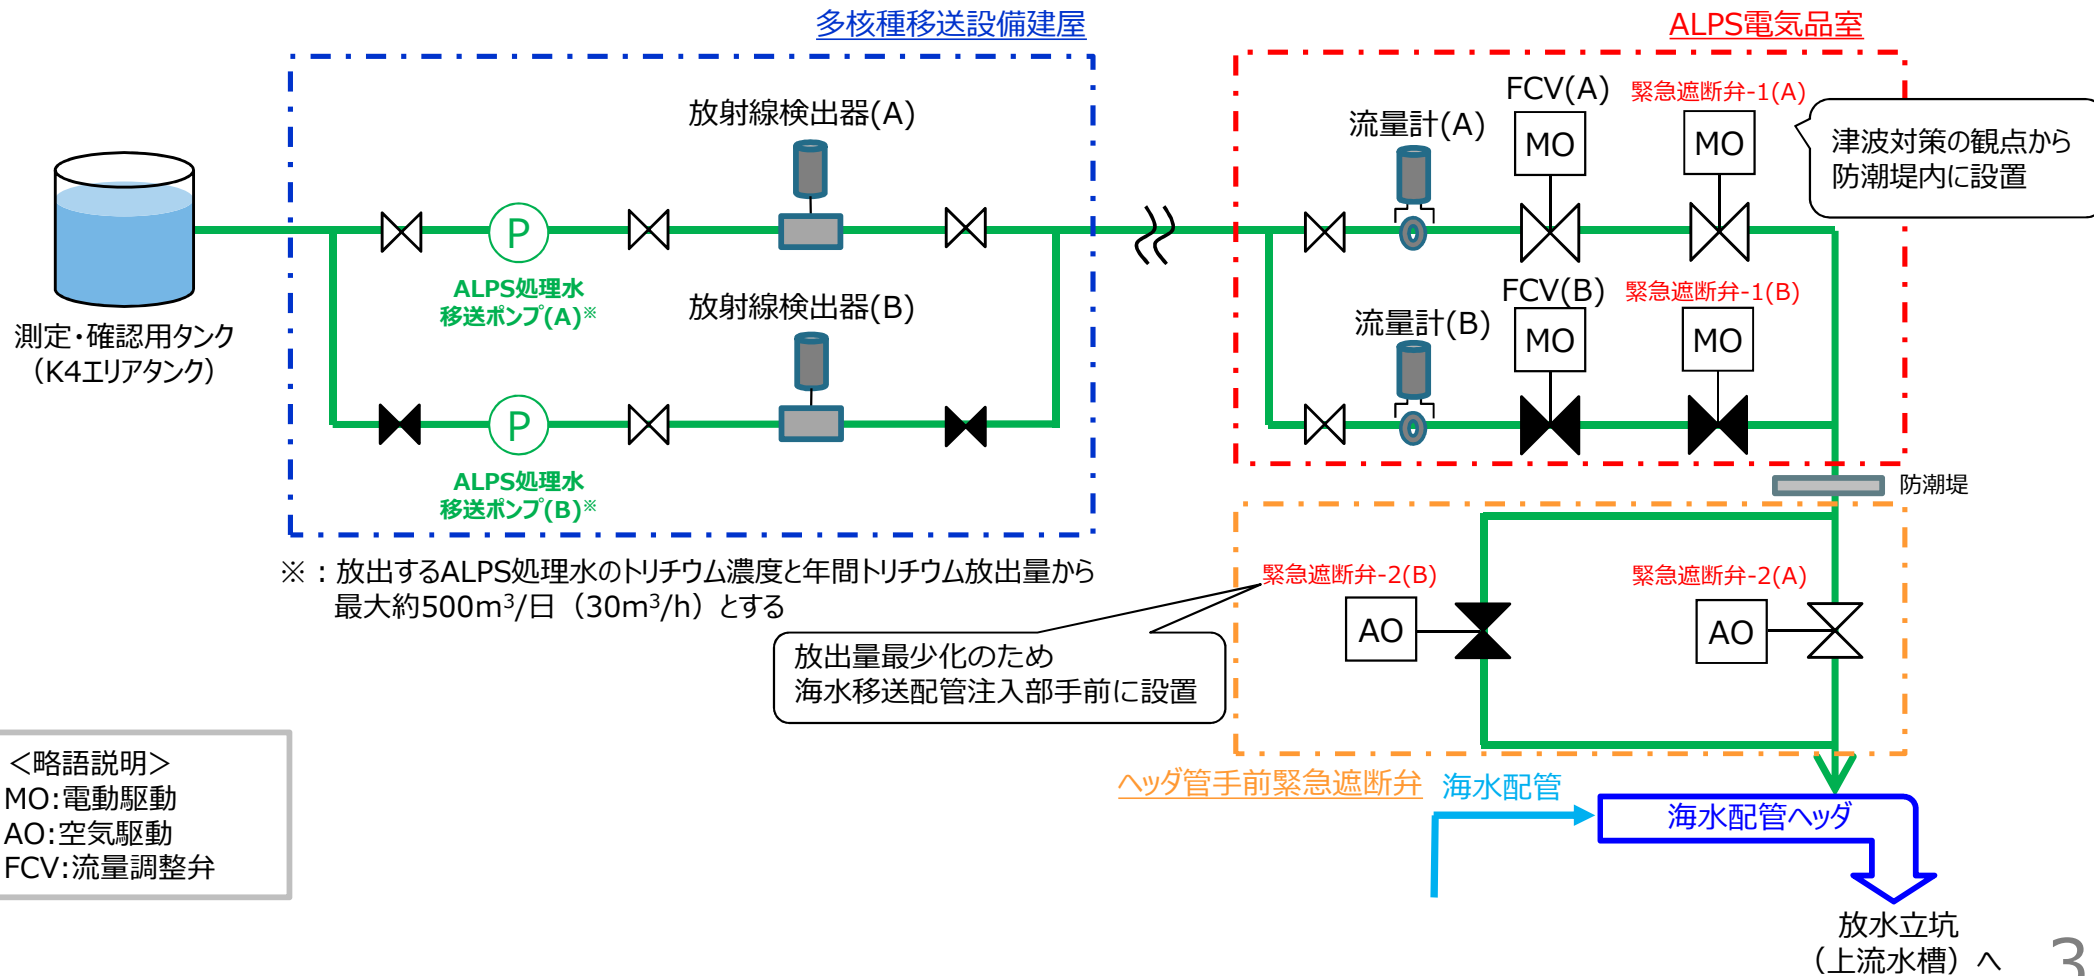 多核種移送設備建屋
ALPS電気品室
放射線検出器(A)
流量計(A)
FCV(A)
緊急遮断弁-1(A)
MO
MO
津波対策の観点から
防潮堤内に設置
P
ALPS処理水
移送ポンプ(A)※
放射線検出器(B)
流量計(B)
FCV(B)
緊急遮断弁-1(B)
MO
MO
測定・確認用タンク
（K4エリアタンク）
P
ALPS処理水
移送ポンプ(B)※
防潮堤
※：放出するALPS処理水のトリチウム濃度と年間トリチウム放出量から
最大約500m³/日（30m³/h）とする
緊急遮断弁-2(B)
緊急遮断弁-2(A)
AO
AO
放出量最少化のため
海水移送配管注入部手前に設置
＜略語説明＞
MO:電動駆動
AO:空気駆動
FCV:流量調整弁
ヘッダ管手前緊急遮断弁
海水配管
海水配管ヘッダ
放水立坑
（上流水槽）へ
3